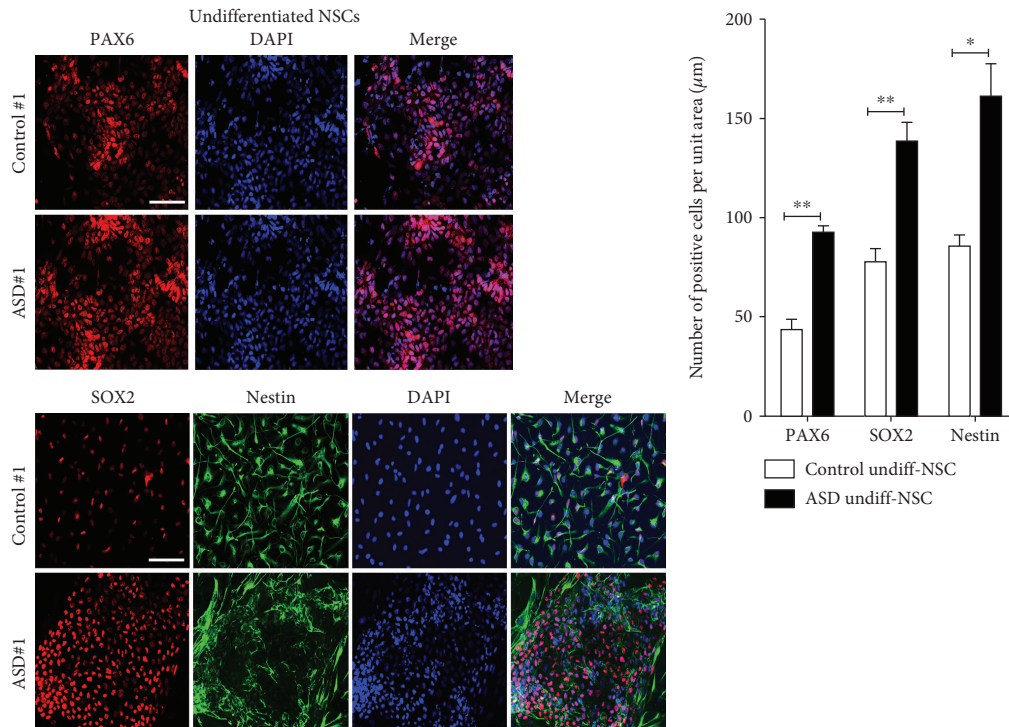 Undifferentiated NSCs
PAX6 DAPI Merge
Control #1
ASD#1
SOX2 Nestin DAPI Merge
Control #1
ASD#1
Number of positive cells per unit area (μm)
200
150
100
50
0
**
**
*
PAX6 SOX2 Nestin
Control undiff-NSC
ASD undiff-NSC